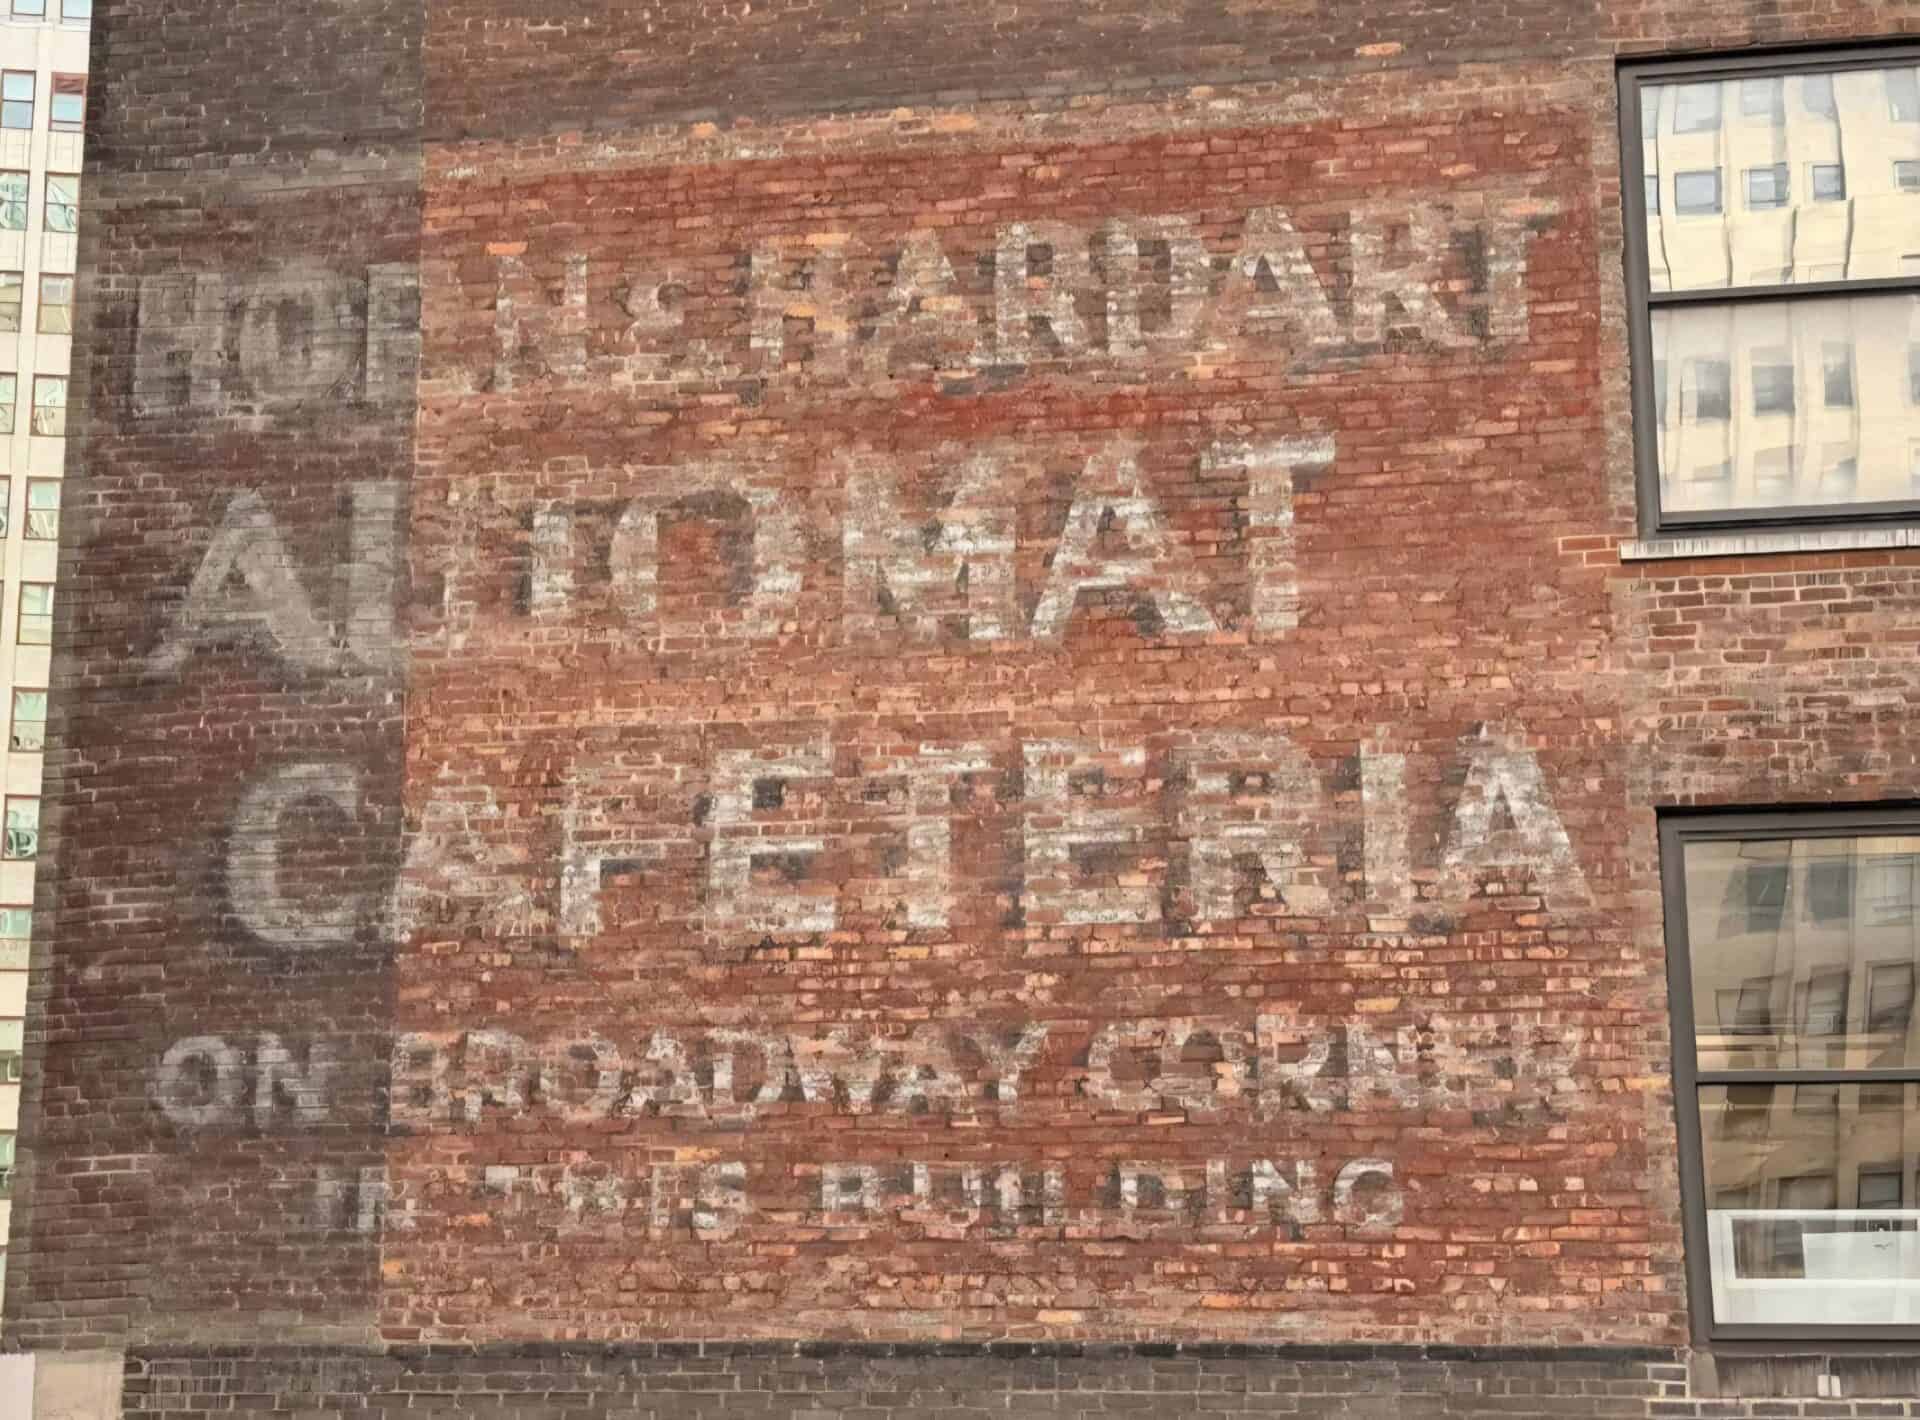 HORN & HARDART
AUTOMAT
CAFETERIA
ON BROADWAY CORNER
IN THIS BUILDING